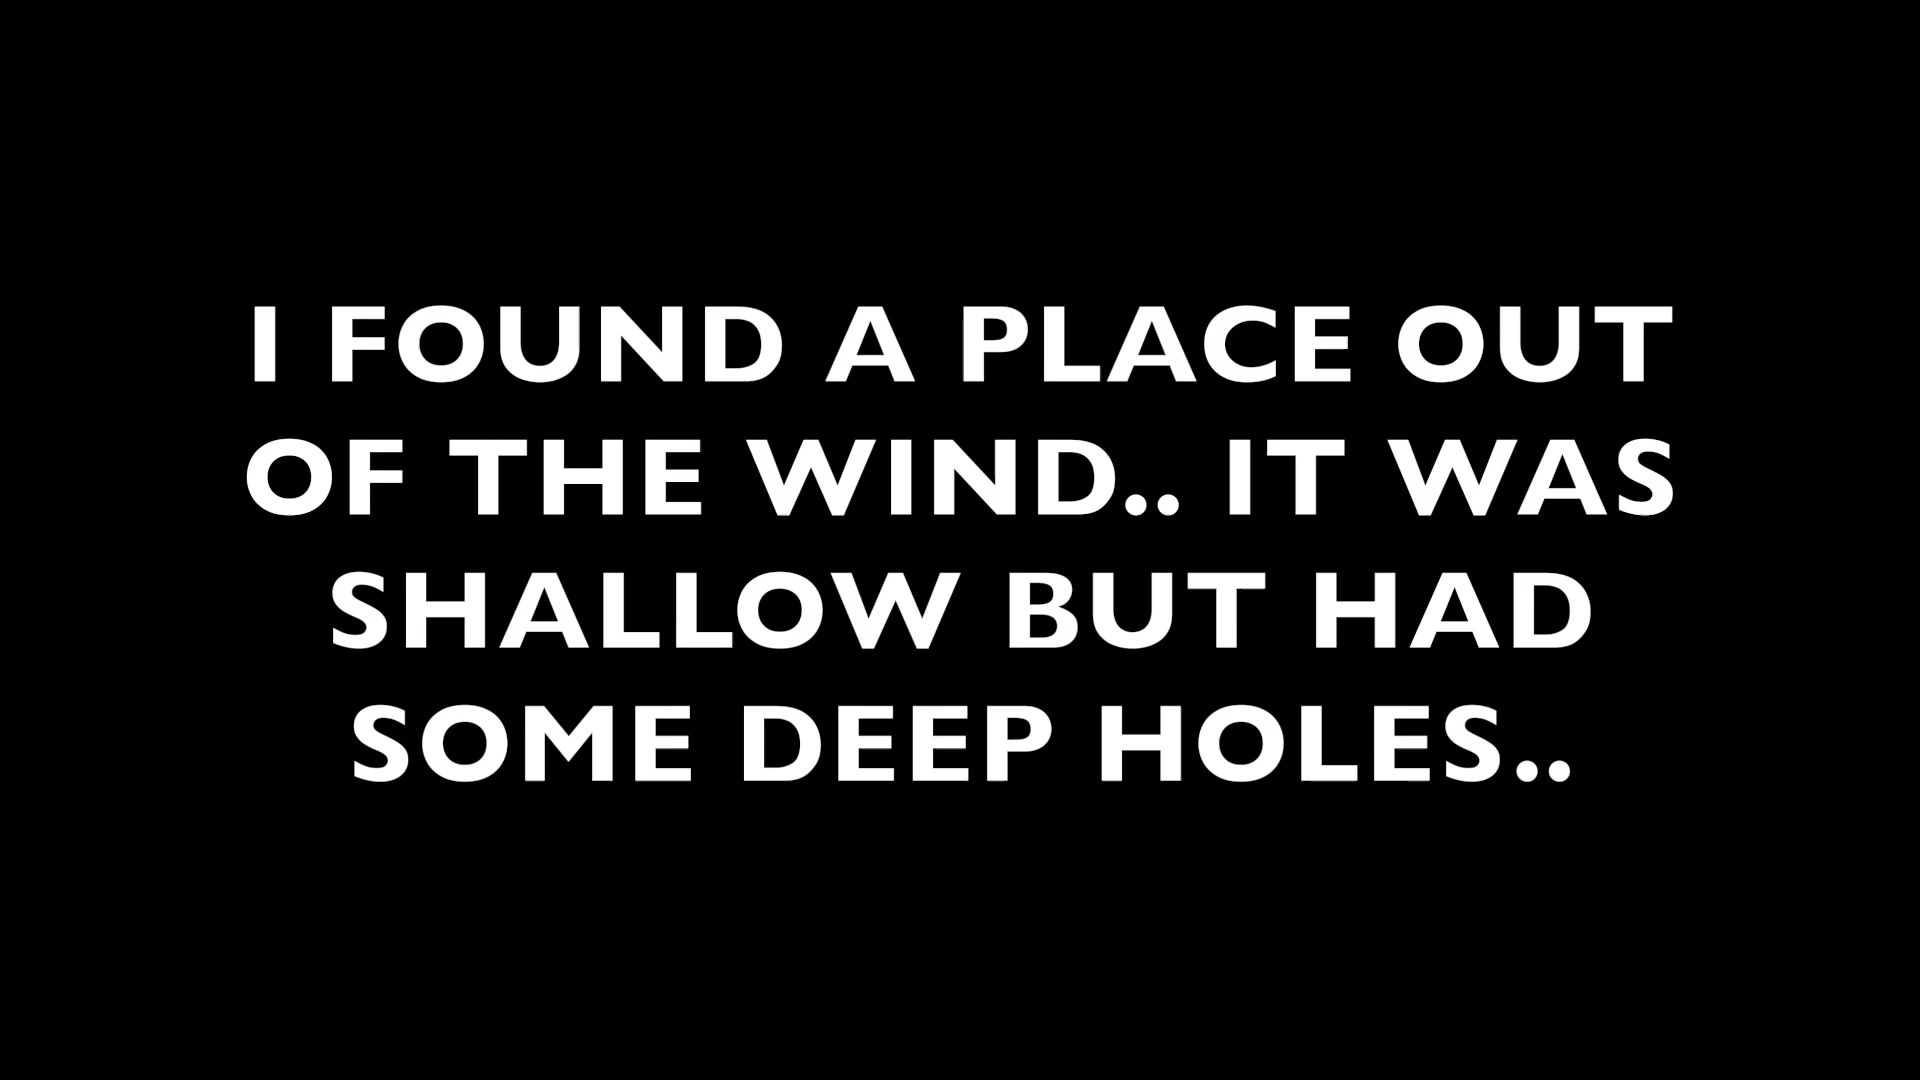 I FOUND A PLACE OUT
OF THE WIND.. IT WAS
SHALLOW BUT HAD
SOME DEEP HOLES..